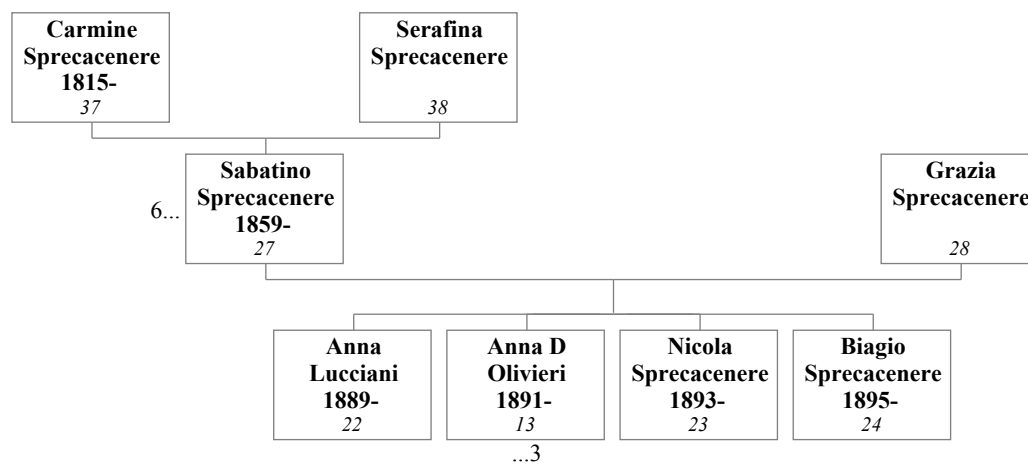 Carmine
Sprecacenere
1815-
37
Serafina
Sprecacenere
38
6...
Sabatino
Sprecacenere
1859-
27
Grazia
Sprecacenere
28
Anna
Lucciani
1889-
22
Anna D
Olivieri
1891-
13
...3
Nicola
Sprecacenere
1893-
23
Biagio
Sprecacenere
1895-
24